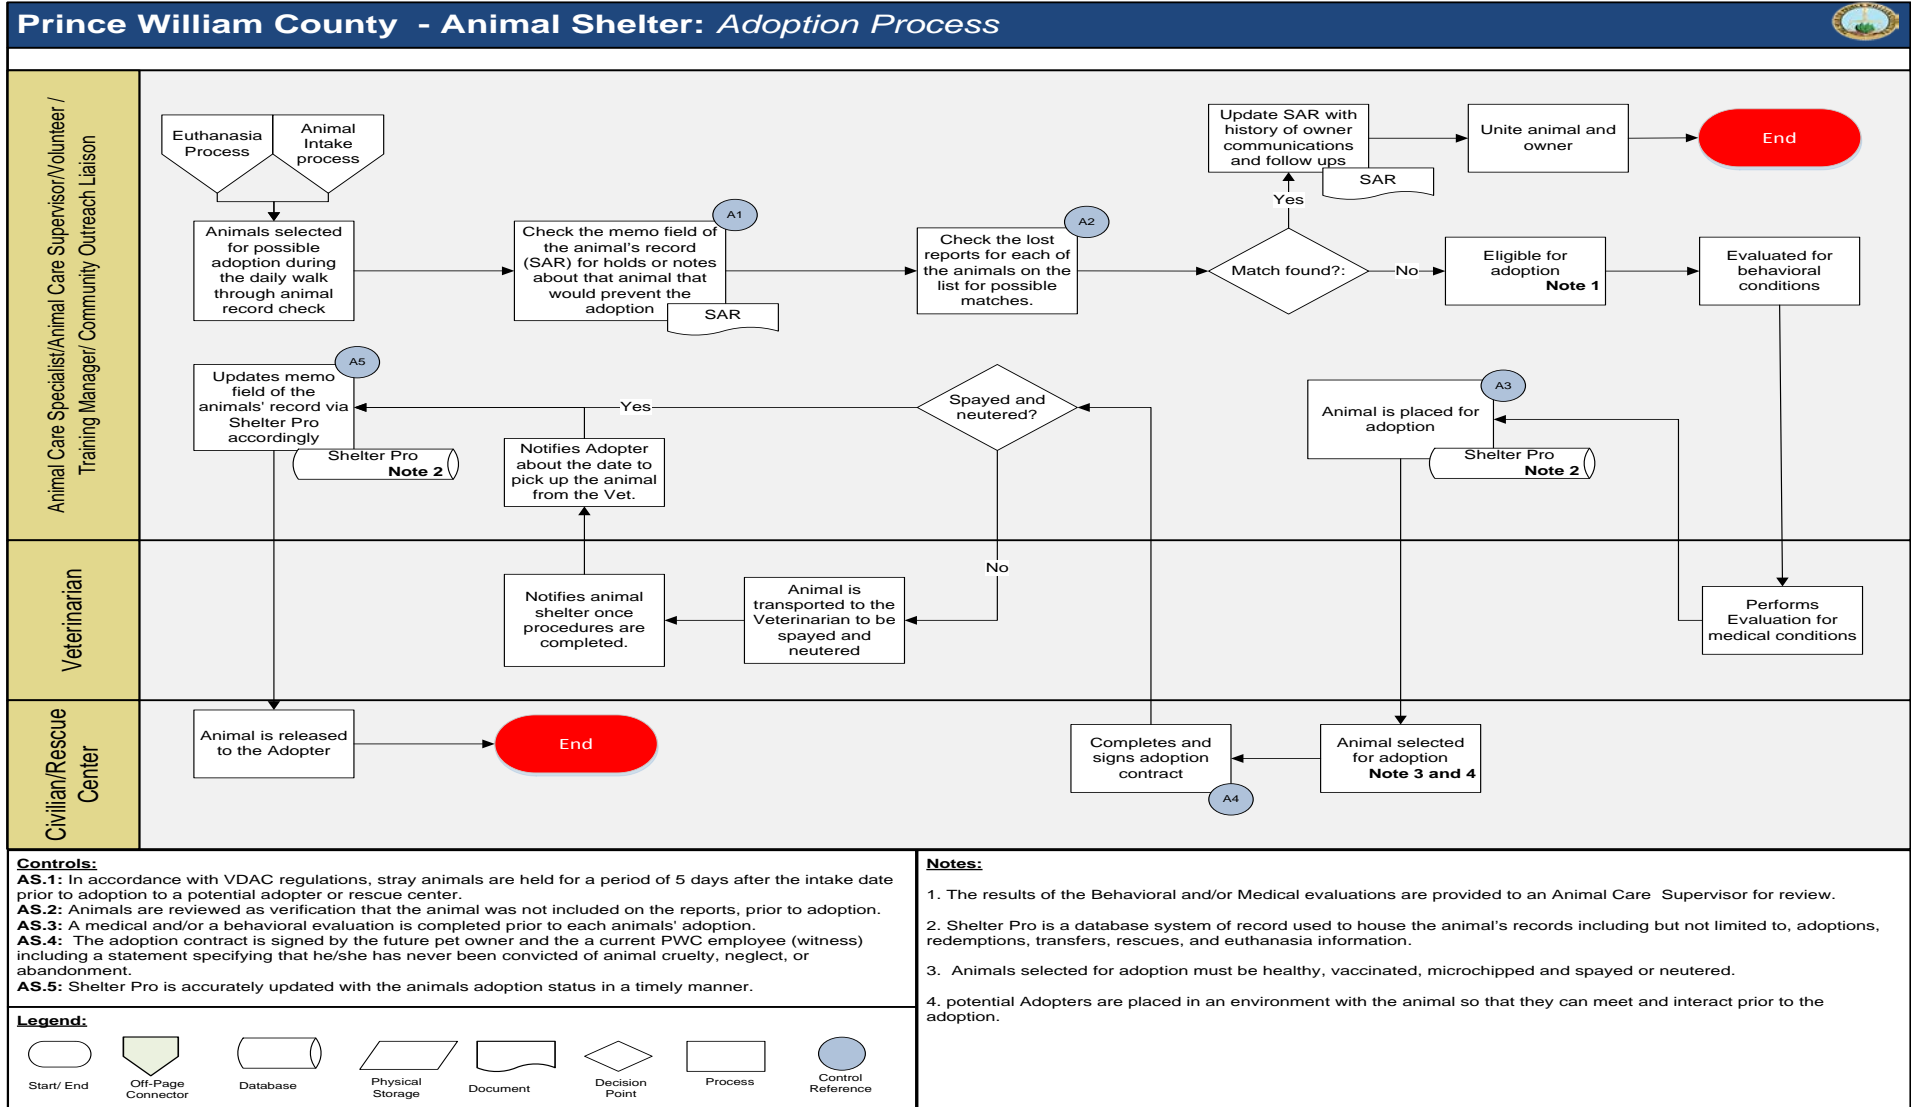 Prince William County - Animal Shelter: Adoption Process
Animal Care Specialist/Animal Care Supervisor/Volunteer /
Training Manager/ Community Outreach Liaison
Euthanasia
Process
Animal
Intake
process
Animals selected
for possible
adoption during
the daily walk
through animal
record check
A1
Check the memo field of
the animal's record
(SAR) for holds or notes
about that animal that
would prevent the
adoption
SAR
A2
Check the lost
reports for each of
the animals on the
list for possible
matches.
Match found?:
Yes
Update SAR with
history of owner
communications
and follow ups
SAR
Unite animal and
owner
End
No
Eligible for
adoption
Note 1
Evaluated for
behavioral
conditions
A5
Updates memo
field of the
animals' record via
Shelter Pro
accordingly
Shelter Pro
Note 2
Yes
Notifies Adopter
about the date to
pick up the animal
from the Vet.
Spayed and
neutered?
A3
Animal is placed for
adoption
Shelter Pro
Note 2
Veterinarian
Notifies animal
shelter once
procedures are
completed.
Animal is
transported to the
Veterinarian to be
spayed and
neutered
No
Performs
Evaluation for
medical conditions
Civilian/Rescue
Center
Animal is released
to the Adopter
End
Completes and
signs adoption
contract
A4
Animal selected
for adoption
Note 3 and 4
Controls:
AS.1: In accordance with VDAC regulations, stray animals are held for a period of 5 days after the intake date
prior to adoption to a potential adopter or rescue center.
AS.2: Animals are reviewed as verification that the animal was not included on the reports, prior to adoption.
AS.3: A medical and/or a behavioral evaluation is completed prior to each animals' adoption.
AS.4: The adoption contract is signed by the future pet owner and the a current PWC employee (witness)
including a statement specifying that he/she has never been convicted of animal cruelty, neglect, or
abandonment.
AS.5: Shelter Pro is accurately updated with the animals adoption status in a timely manner.
Legend:
Start/ End
Off-Page
Connector
Database
Physical
Storage
Document
Decision
Point
Process
Control
Reference
Notes:
1. The results of the Behavioral and/or Medical evaluations are provided to an Animal Care Supervisor for review.
2. Shelter Pro is a database system of record used to house the animal's records including but not limited to, adoptions,
redemptions, transfers, rescues, and euthanasia information.
3. Animals selected for adoption must be healthy, vaccinated, microchipped and spayed or neutered.
4. potential Adopters are placed in an environment with the animal so that they can meet and interact prior to the
adoption.